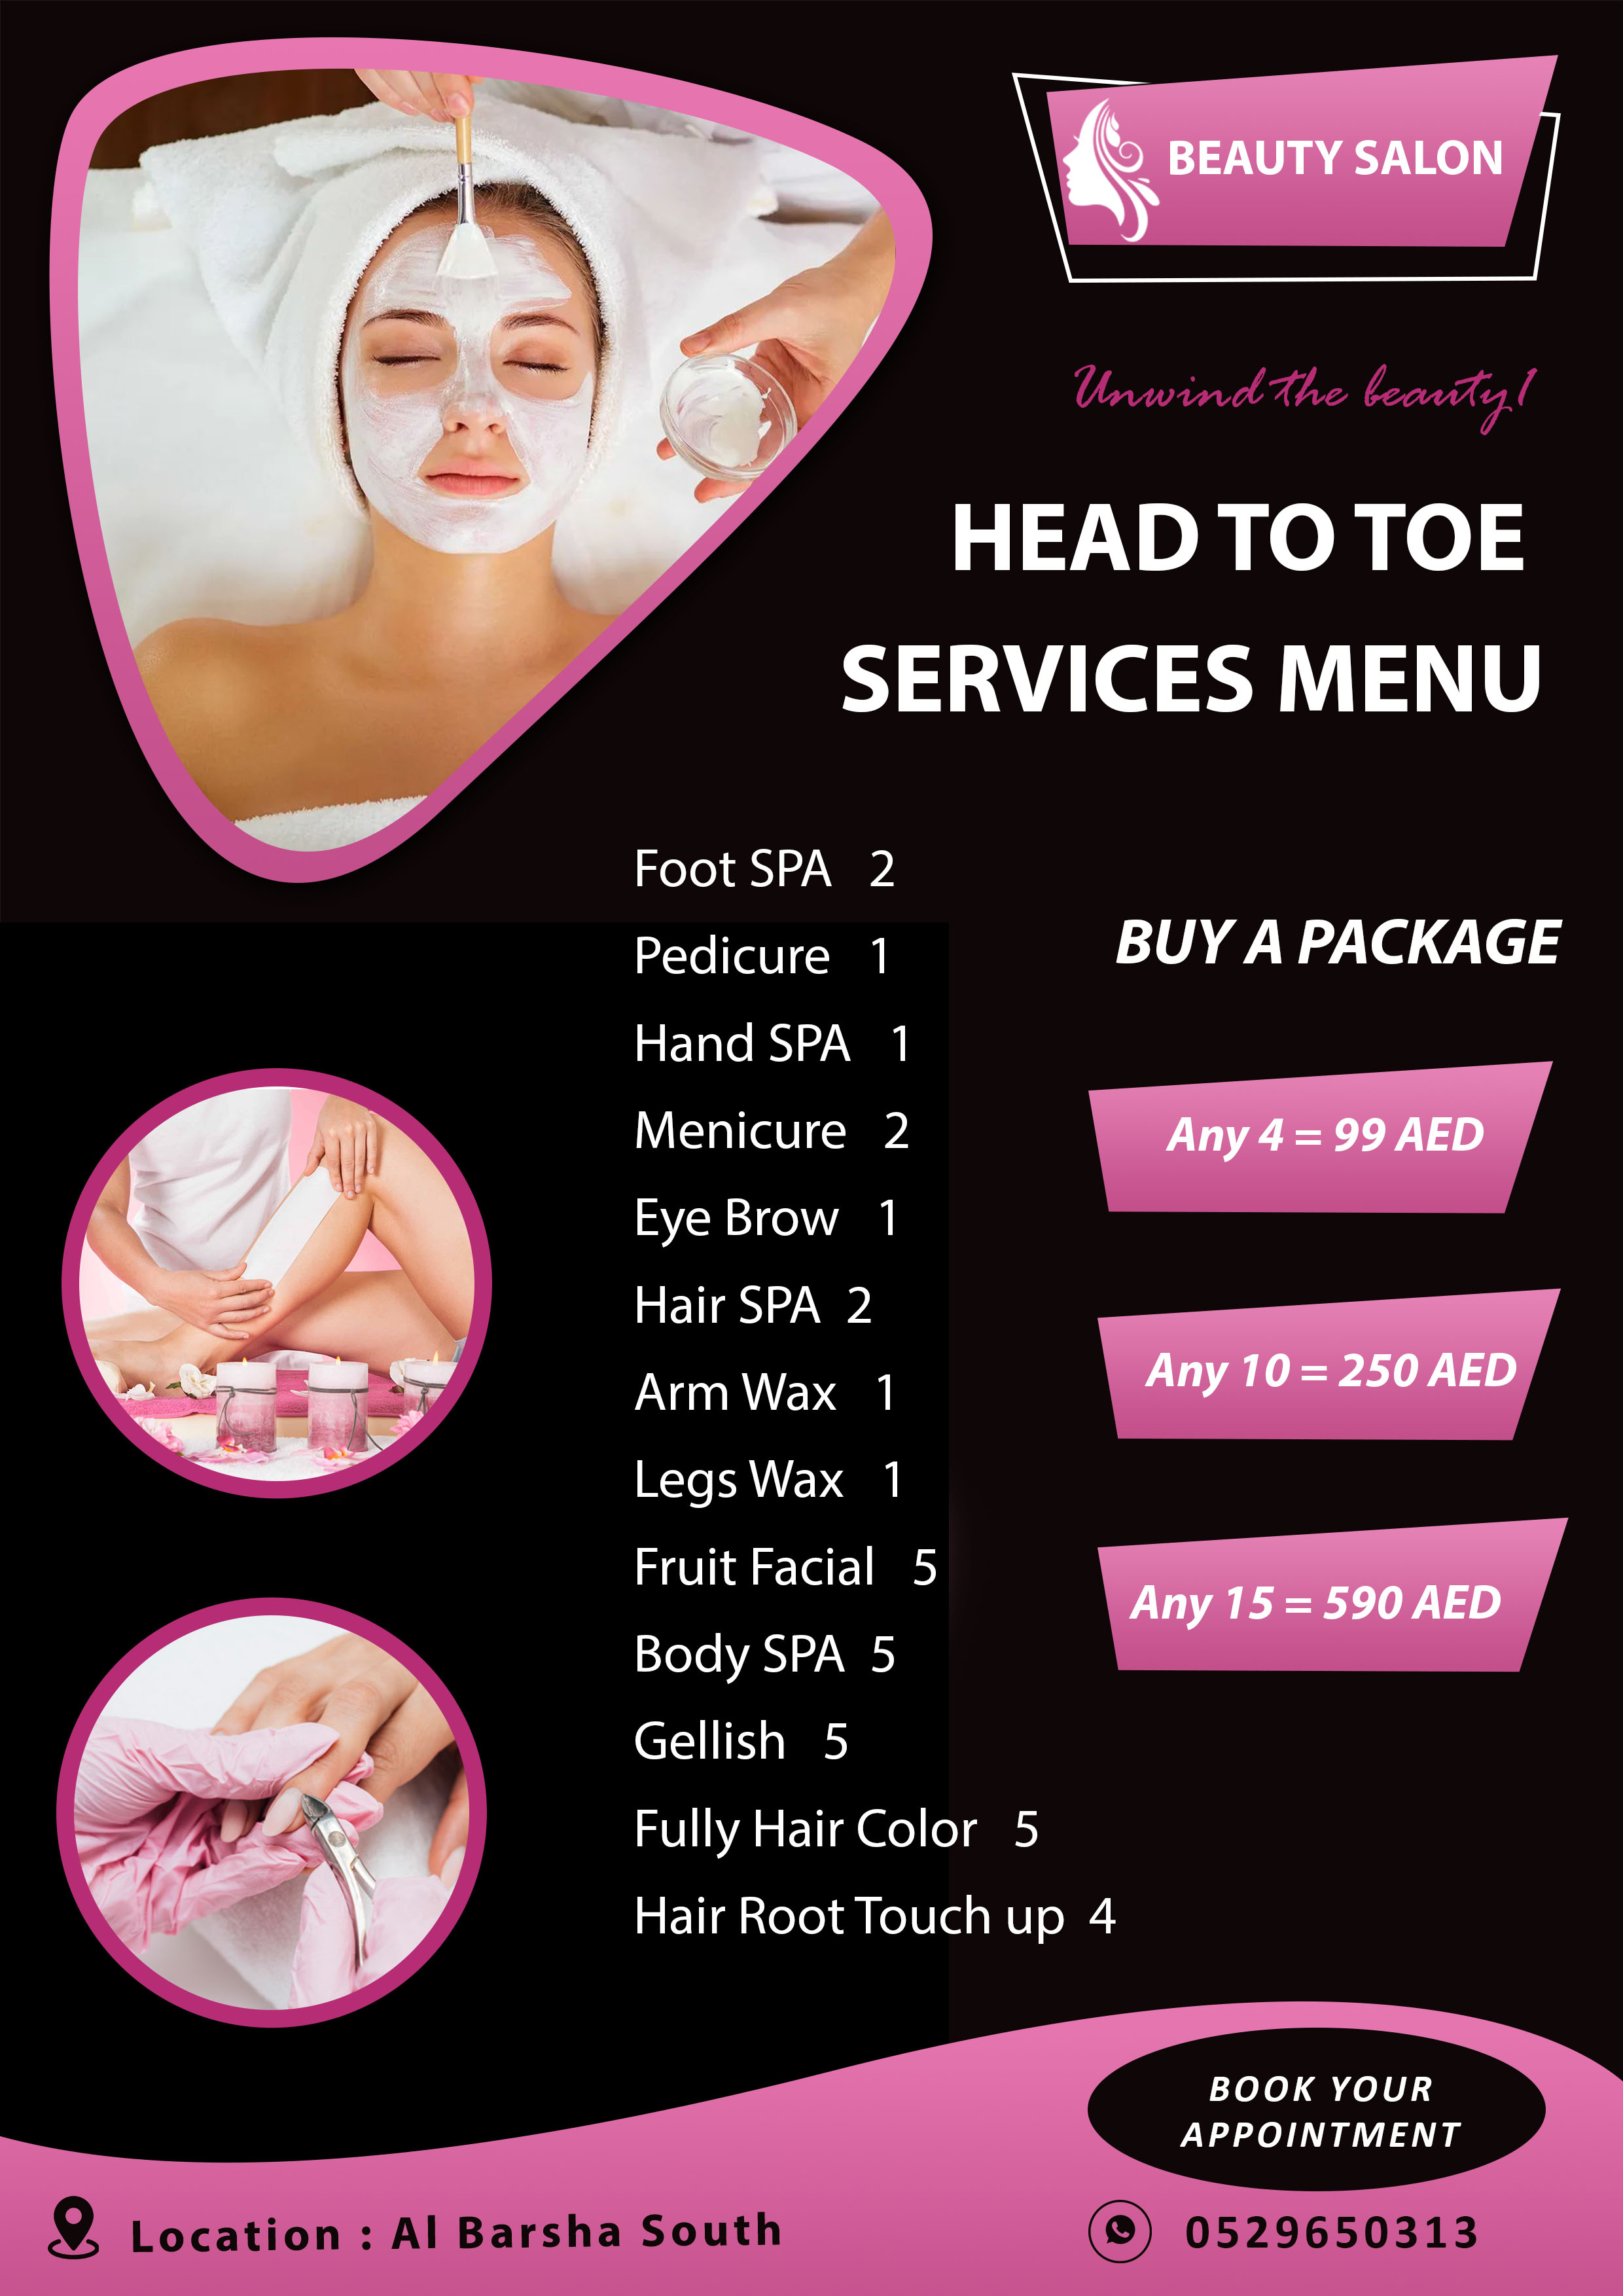 BEAUTY SALON
Unwind the beauty!
HEAD TO TOE
SERVICES MENU
Foot SPA 2
Pedicure 1
Hand SPA 1
Menicure 2
Eye Brow 1
Hair SPA 2
Arm Wax 1
Legs Wax 1
Fruit Facial 5
Body SPA 5
Gellish 5
Fully Hair Color 5
Hair Root Touch up 4
BUY A PACKAGE
Any 4 = 99 AED
Any 10 = 250 AED
Any 15 = 590 AED
BOOK YOUR
APPOINTMENT
Location : Al Barsha South
0529650313